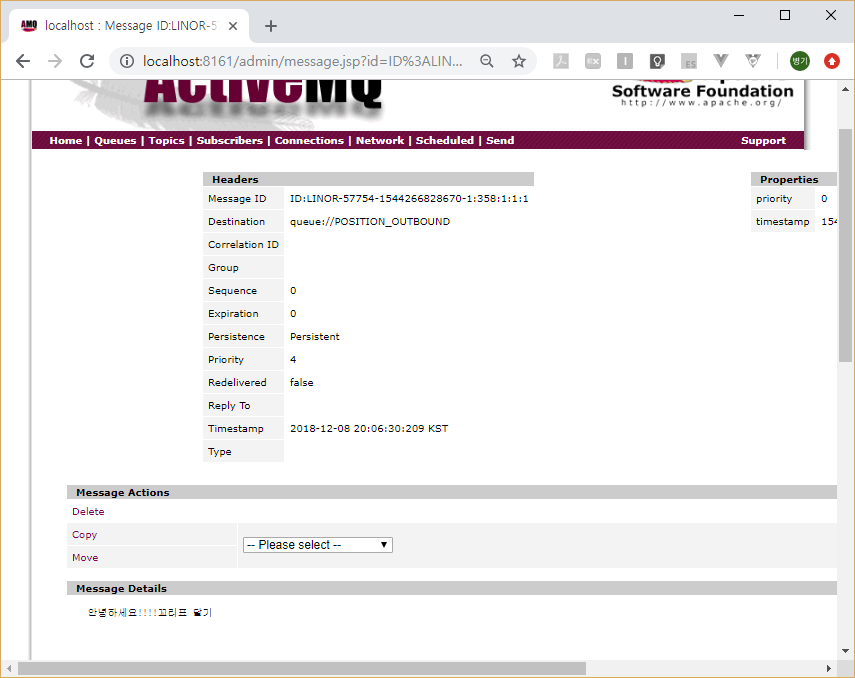 localhost : Message ID:LINOR-5
localhost:8161/admin/message.jsp?id=ID%3ALIN...
병기
ActiveMQ
Software Foundation
http://www.apache.org/
Home | Queues | Topics | Subscribers | Connections | Network | Scheduled | Send
Support
Headers
Message ID ID:LINOR-57754-1544266828670-1:358:1:1:1
Destination queue://POSITION_OUTBOUND
Correlation ID
Group
Sequence 0
Expiration 0
Persistence Persistent
Priority 4
Redelivered false
Reply To
Timestamp 2018-12-08 20:06:30:209 KST
Type
Properties
priority 0
timestamp 154
Message Actions
Delete
Copy
-- Please select --
Move
Message Details
안녕하세요!!!!꼬리표 달기